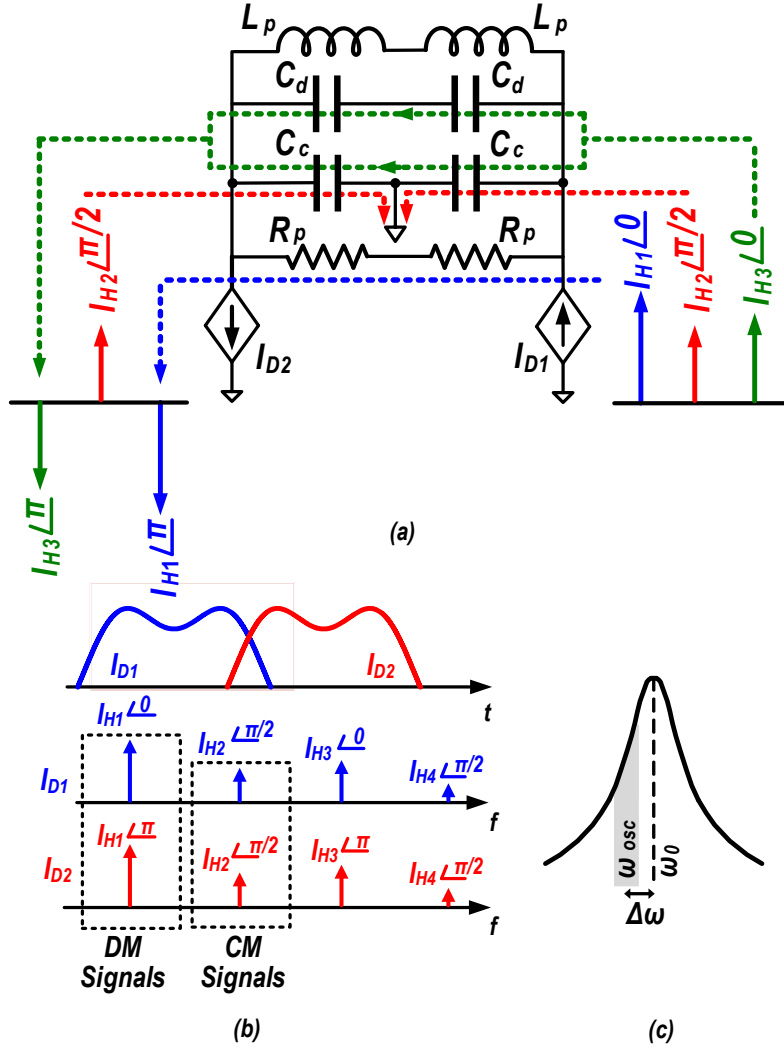 Lp Lp
Cd Cd
Cc Cc
Rp Rp
ID2 ID1
IH2∠π/2
IH1∠0
IH2∠π/2
IH3∠0
IH3∠π
IH1∠π
(a)
ID1 ID2
t
IH1∠0 IH2∠π/2 IH3∠0 IH4∠π/2
ID1
f
IH1∠π IH2∠π/2 IH3∠π IH4∠π/2
ID2
f
DM CM
Signals Signals
(b)
ωosc ω0
Δω
(c)